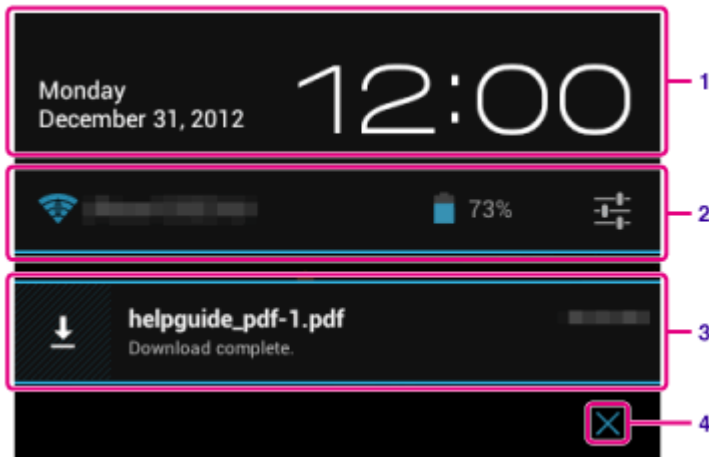 Monday
December 31, 2012
12:00
1
73%
2
helpguide_pdf-1.pdf
Download complete.
3
4